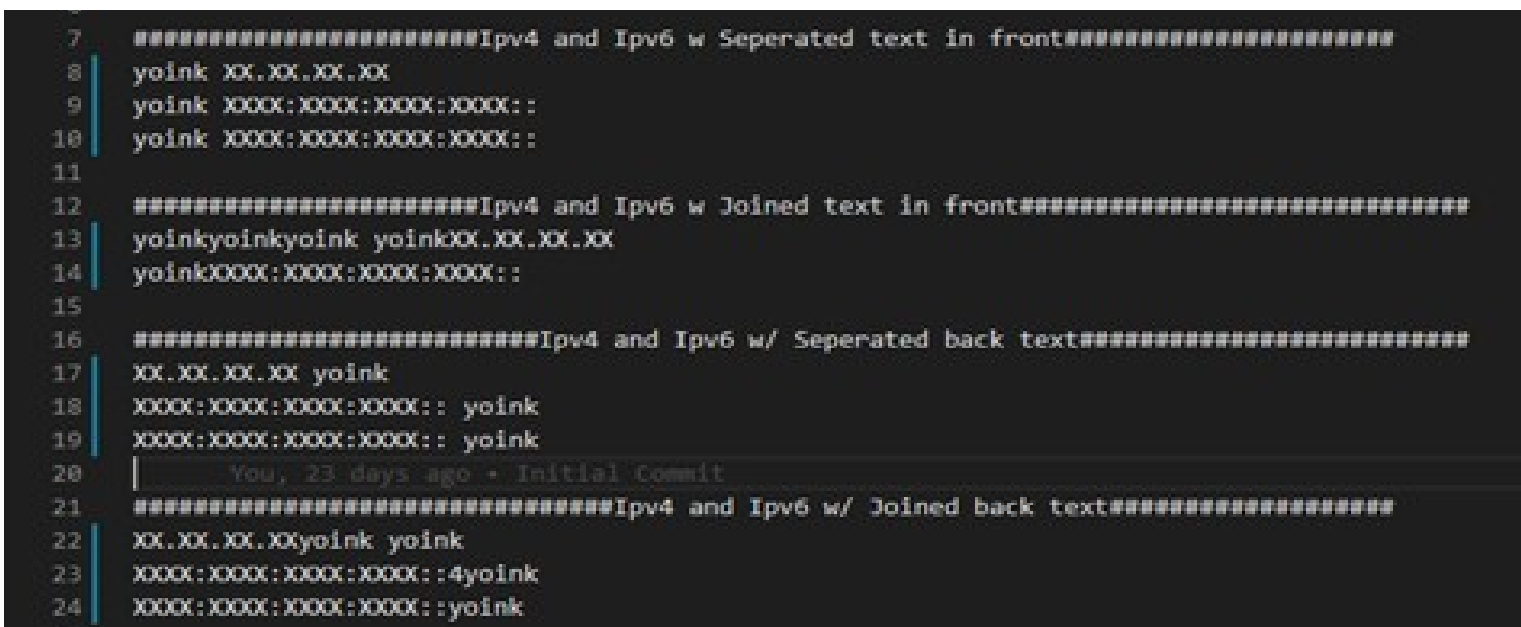 7 #######################Ipv4 and Ipv6 w Seperated text in front######################
8 yoink XX.XX.XX.XX
9 yoink XXXX:XXXX:XXXX:XXXX::
10 yoink XXXX:XXXX:XXXX:XXXX::
11
12 #######################Ipv4 and Ipv6 w Joined text in front##############################
13 yoinkyoinkyoink yoinkXX.XX.XX.XX
14 yoinkXXXX:XXXX:XXXX:XXXX::
15
16 ###########################Ipv4 and Ipv6 w/ Seperated back text##########################
17 XX.XX.XX.XX yoink
18 XXXX:XXXX:XXXX:XXXX:: yoink
19 XXXX:XXXX:XXXX:XXXX:: yoink
20 You, 23 days ago • Initial Commit
21 ################################Ipv4 and Ipv6 w/ Joined back text###################
22 XX.XX.XX.XXyoink yoink
23 XXXX:XXXX:XXXX:XXXX::4yoink
24 XXXX:XXXX:XXXX:XXXX::yoink